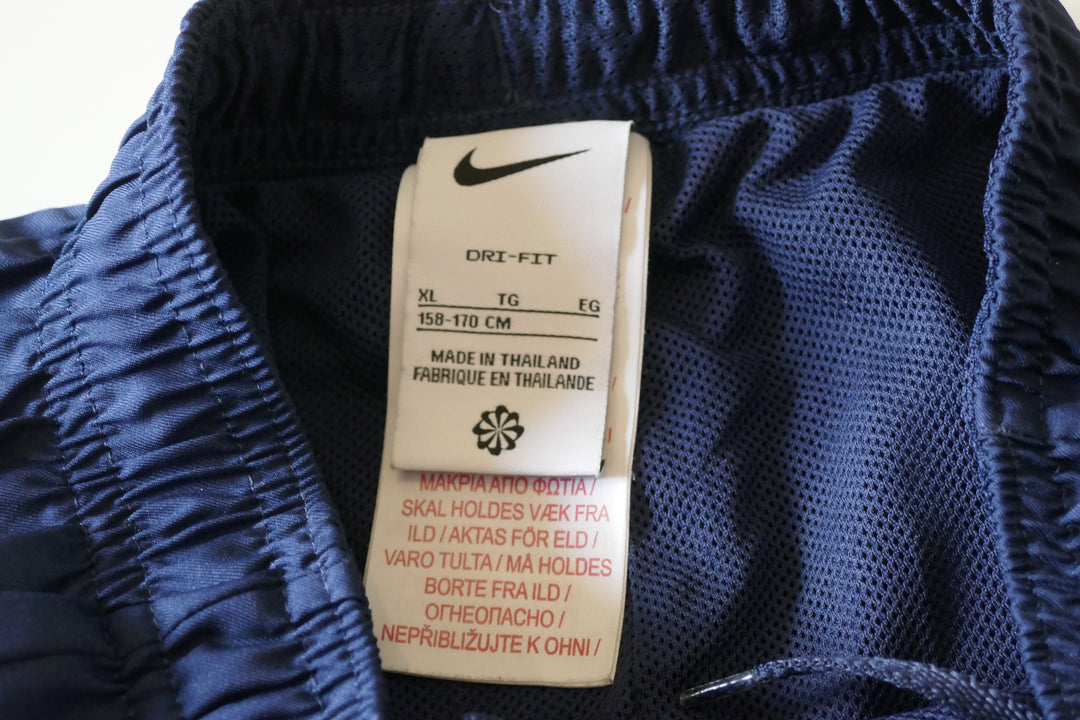 DRI-FIT
XL TG EG
158-170 CM
MADE IN THAILAND
FABRIQUE EN THAILANDE
ΜΑΚΡΙΑ ΑΠΟ ΦΩΤΙΑ /
SKAL HOLDES VÆK FRA
ILD / AKTAS FÖR ELD /
VARO TULTA / MÅ HOLDES
BORTE FRA ILD /
ОГНЕОПАСНО /
NEPŘIBLIŽUJTE K OHNI /